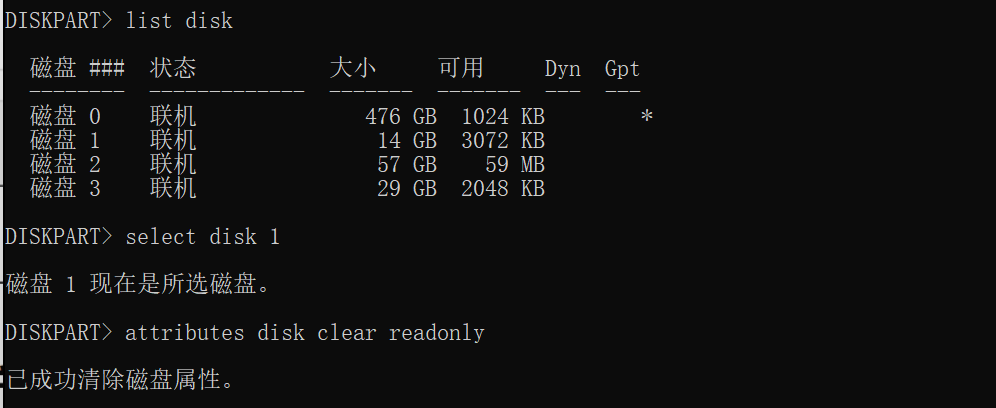 DISKPART> list disk
磁盘 ### 状态 大小 可用 Dyn Gpt
-------- ------------- ------- ------- --- ---
磁盘 0 联机 476 GB 1024 KB *
磁盘 1 联机 14 GB 3072 KB
磁盘 2 联机 57 GB 59 MB
磁盘 3 联机 29 GB 2048 KB
DISKPART> select disk 1
磁盘 1 现在是所选磁盘。
DISKPART> attributes disk clear readonly
已成功清除磁盘属性。